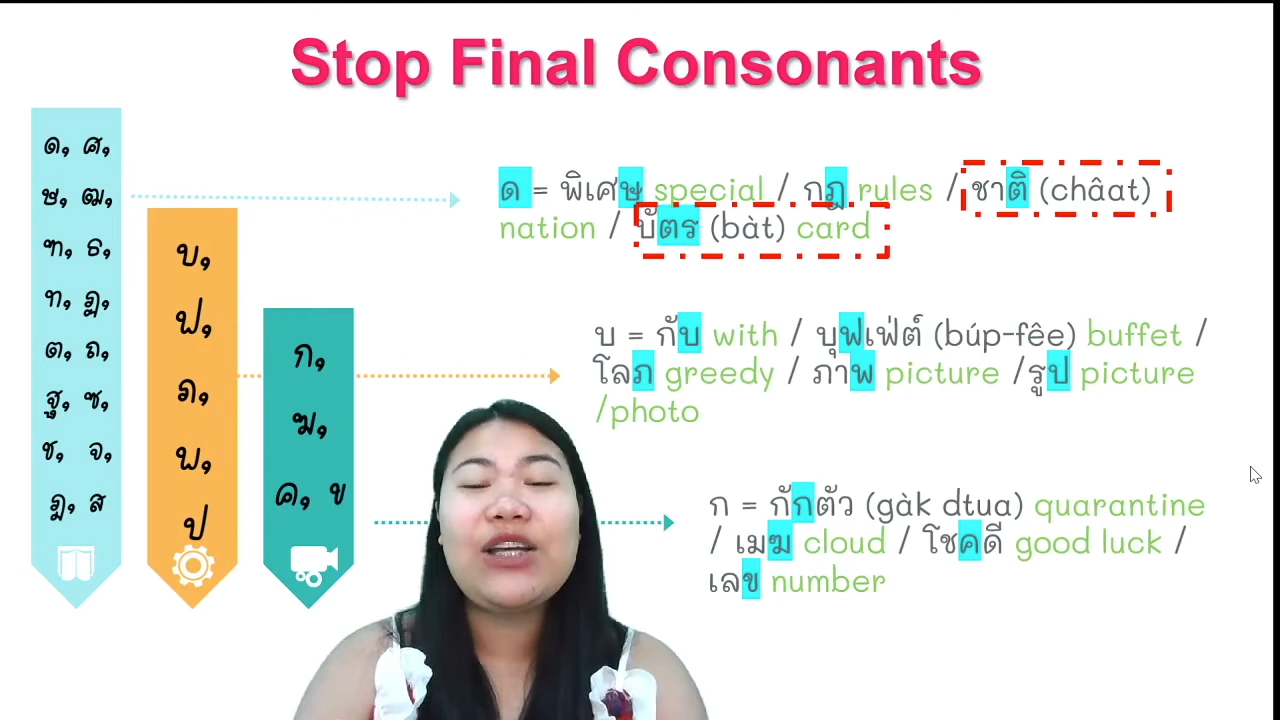 Stop Final Consonants
ด, ศ,
ษ, ฒ,
ฑ, ธ,
ท, ฏ,
ต, ถ,
ฐ, ซ,
ช, จ,
ฎ, ส
บ,
ฟ,
ภ,
พ,
ป
ก,
ฆ,
ค, ข
ด = พิเศษ special / กฎ rules / ชาติ (châat)
nation / บัตร (bàt) card
บ = กับ with / บุฟเฟ่ต์ (búp-fêe) buffet /
โลภ greedy / ภาพ picture /รูป picture
/photo
ก = กักตัว (gàk dtua) quarantine
/ เมฆ cloud / โชคดี good luck /
เลข number